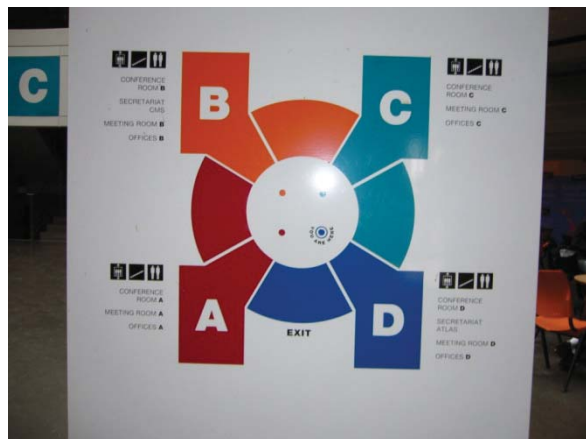 C
CONFERENCE
ROOM B
SECRETARIAT
CMS
MEETING ROOM B
OFFICES B
B
C
CONFERENCE
ROOM C
MEETING ROOM C
OFFICES C
YOU ARE HERE
CONFERENCE
ROOM A
MEETING ROOM A
OFFICES A
A
EXIT
D
CONFERENCE
ROOM D
SECRETARIAT
ATLAS
MEETING ROOM D
OFFICES D